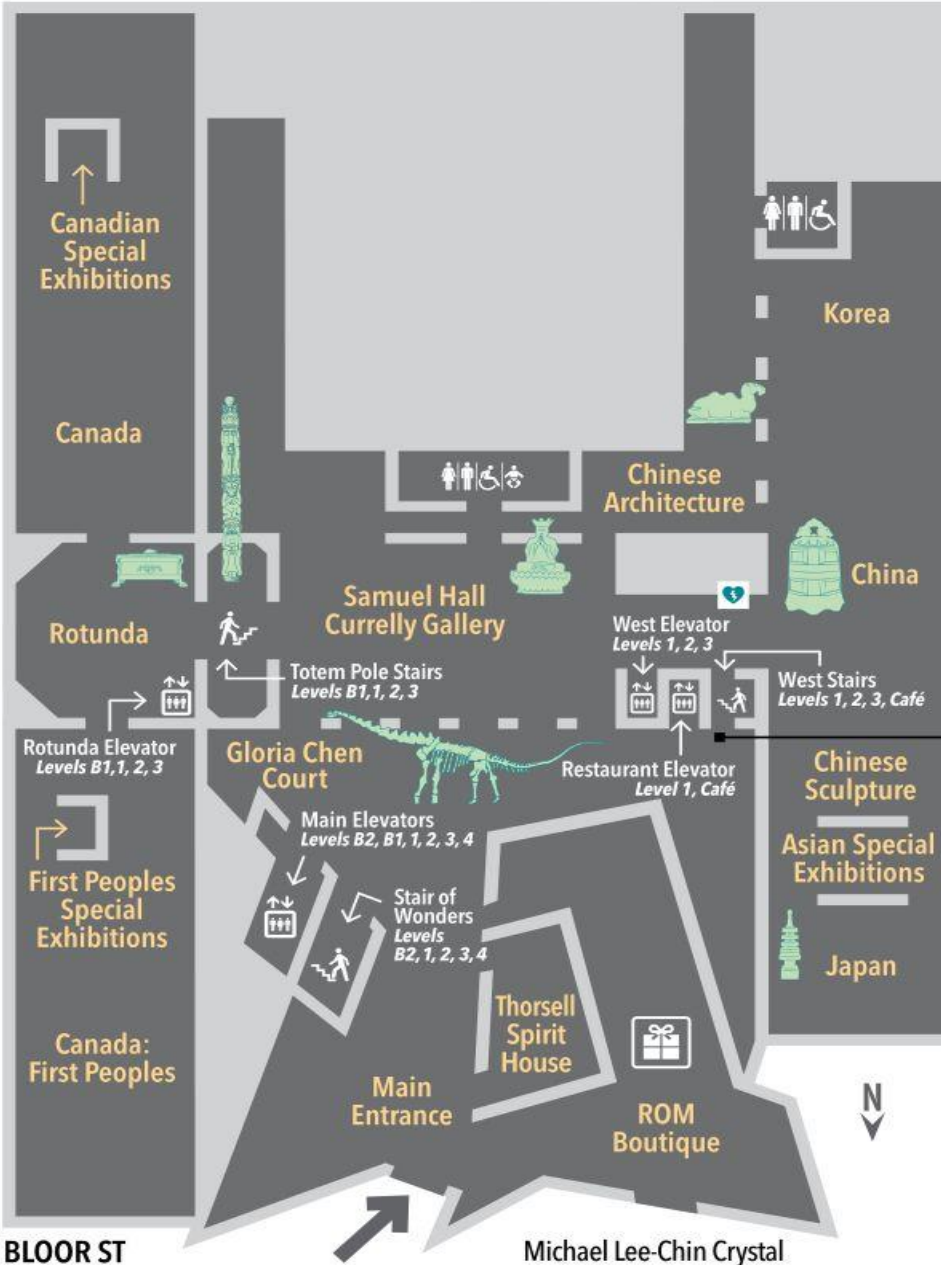 Canadian
Special
Exhibitions
Korea
Canada
Chinese
Architecture
China
Samuel Hall
Currelly Gallery
Rotunda
West Elevator
Levels 1, 2, 3
Totem Pole Stairs
Levels B1,1, 2, 3
West Stairs
Levels 1, 2, 3, Café
Rotunda Elevator
Levels B1,1, 2, 3
Gloria Chen
Court
Restaurant Elevator
Level 1, Café
Chinese
Sculpture
Main Elevators
Levels B2, B1, 1, 2, 3, 4
Asian Special
Exhibitions
First Peoples
Special
Exhibitions
Stair of
Wonders
Levels
B2, 1, 2, 3, 4
Japan
Thorsell
Spirit
House
Canada:
First Peoples
Main
Entrance
ROM
Boutique
N
BLOOR ST
Michael Lee-Chin Crystal